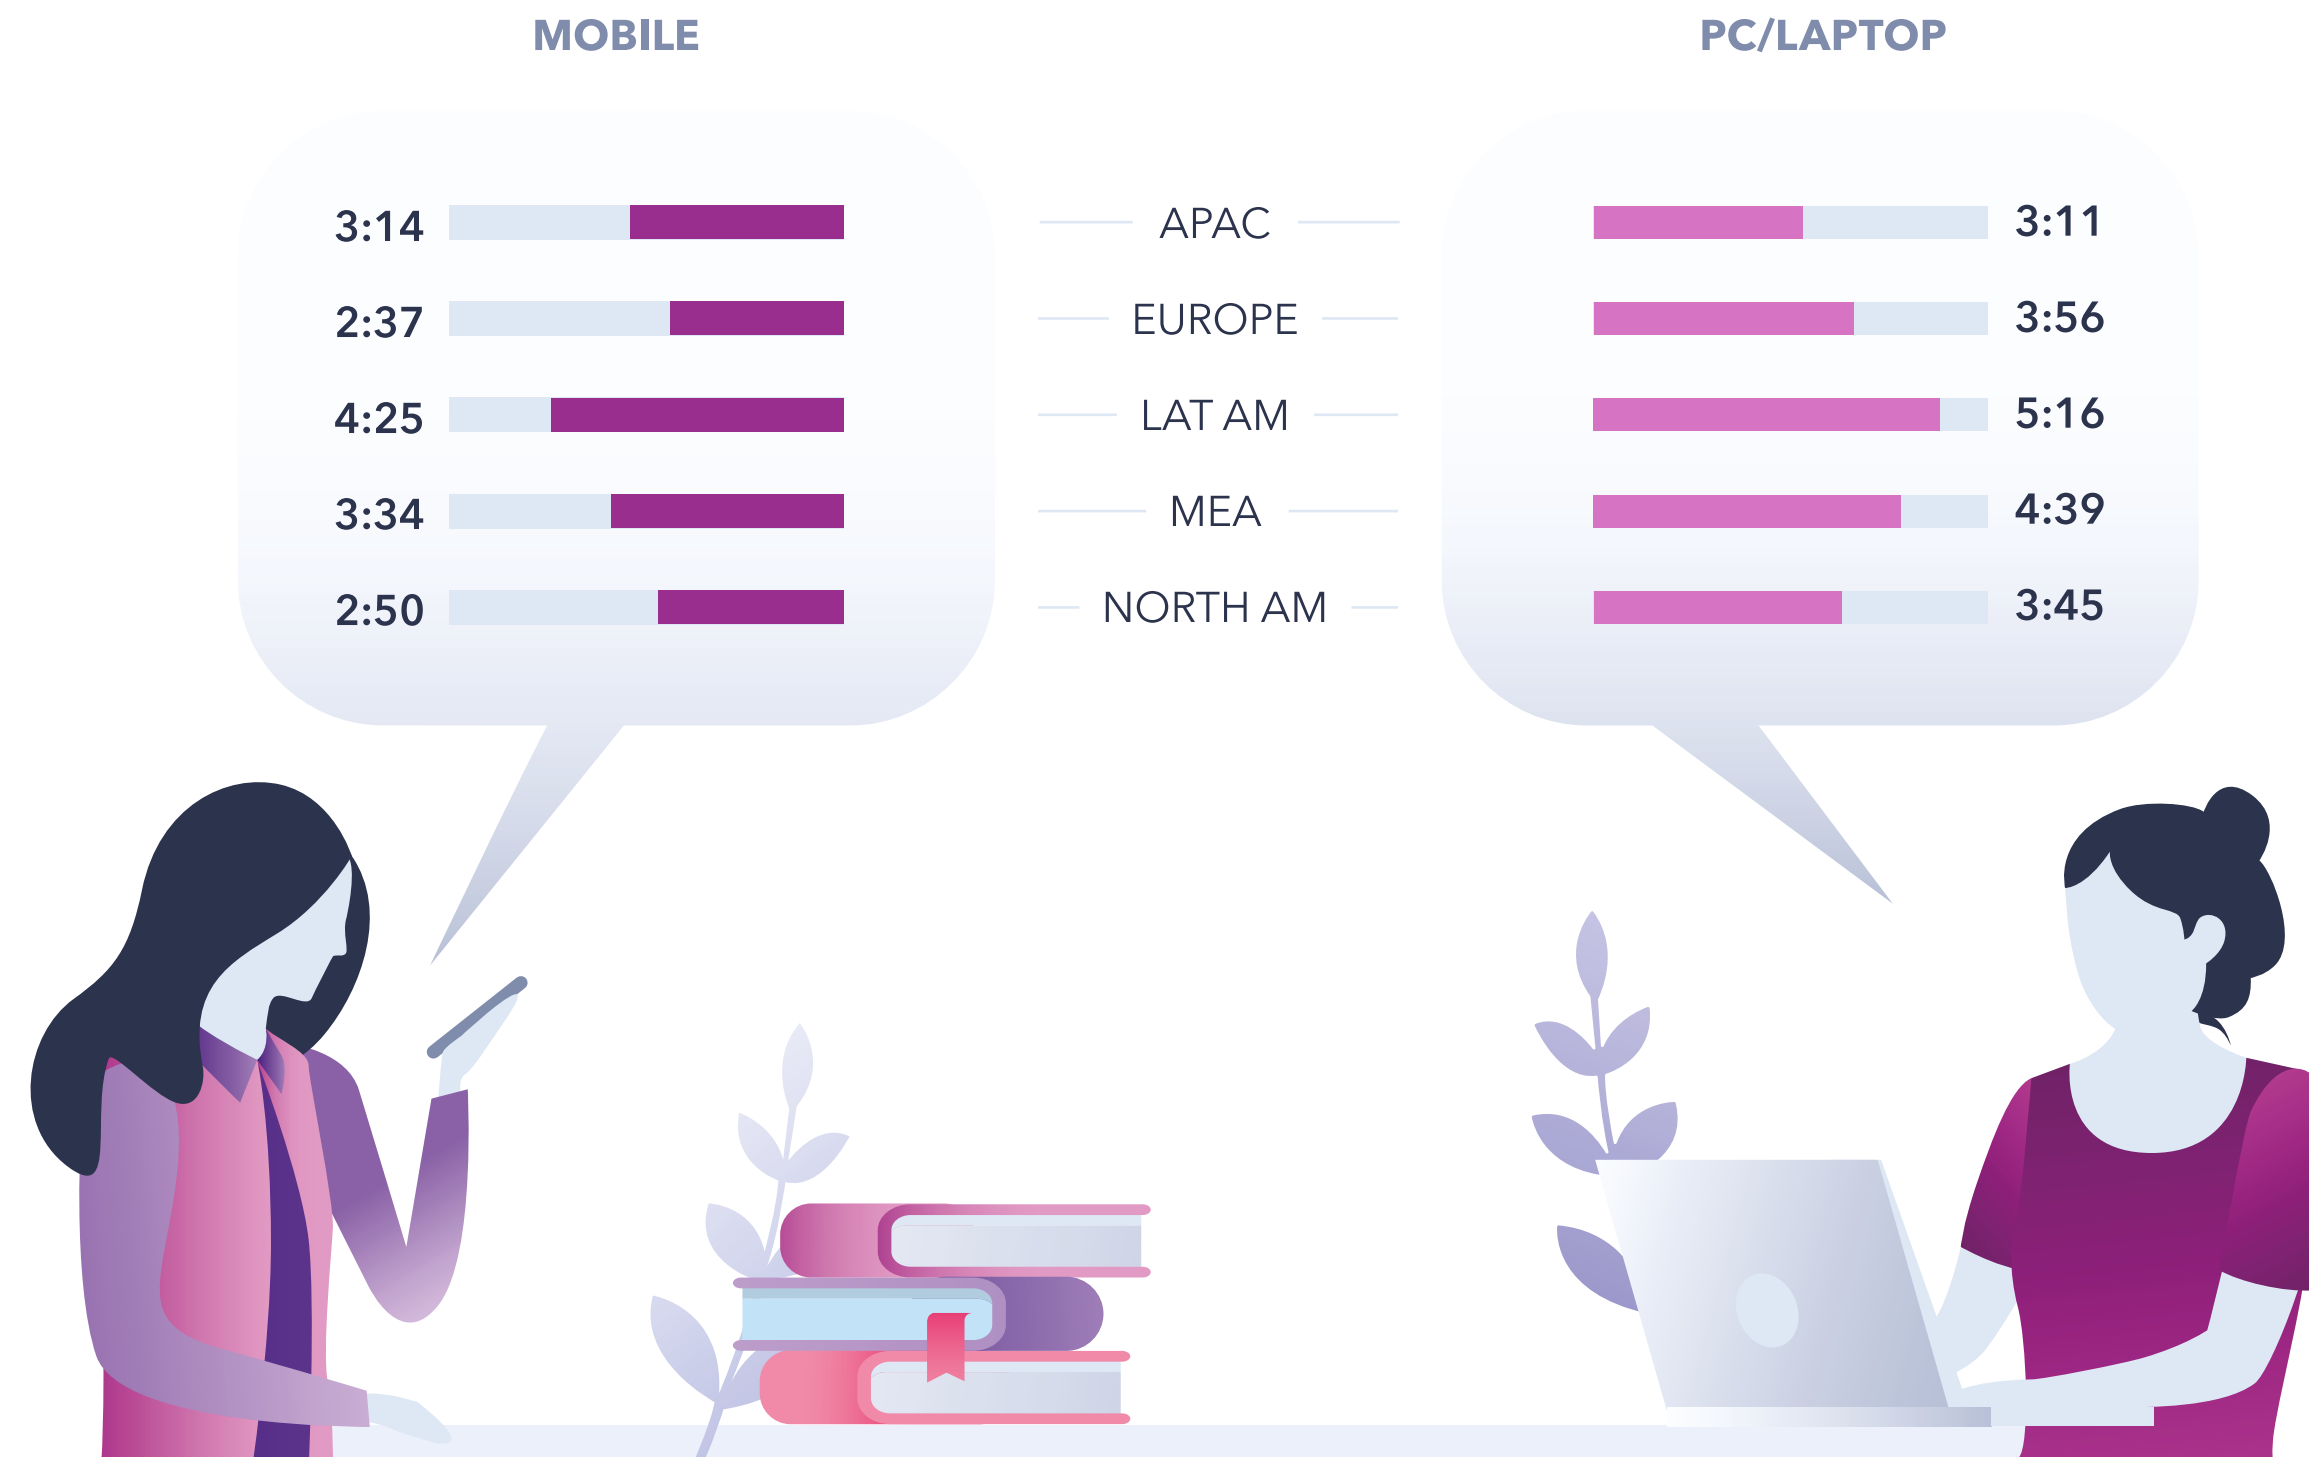 MOBILE PC/LAPTOP
3:14 APAC 3:11
2:37 EUROPE 3:56
4:25 LAT AM 5:16
3:34 MEA 4:39
2:50 NORTH AM 3:45